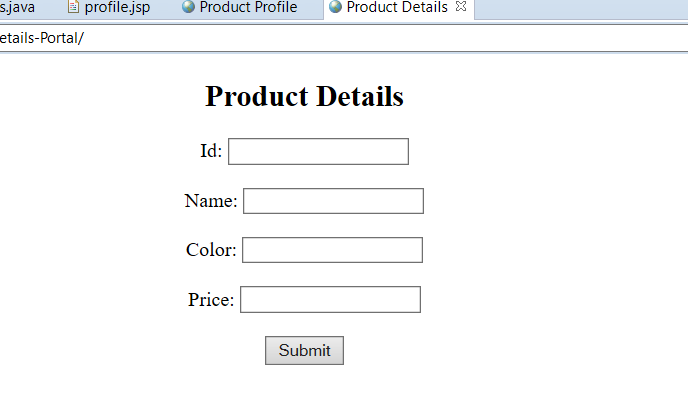 s.java profile.jsp Product Profile Product Details
etails-Portal/
Product Details
Id:
Name:
Color:
Price:
Submit